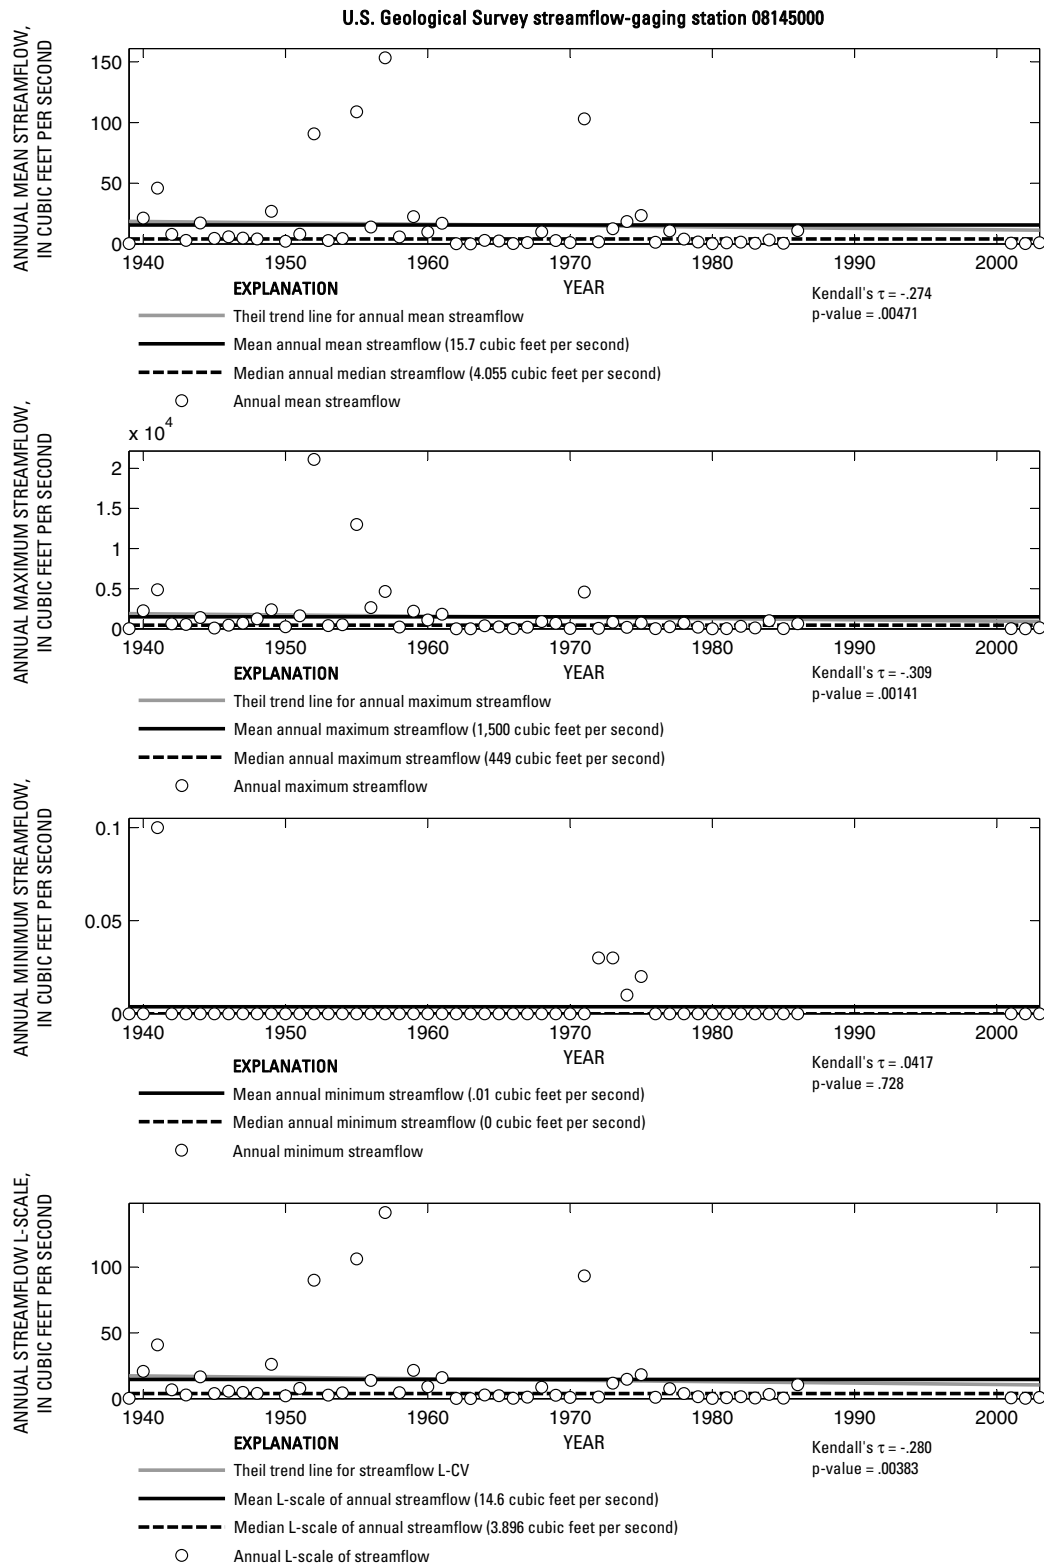 U.S. Geological Survey streamflow-gaging station 08145000
ANNUAL MEAN STREAMFLOW,
IN CUBIC FEET PER SECOND
150
100
50
0
1940 1950 1960 1970 1980 1990 2000
YEAR
Kendall's τ = -.274
p-value = .00471
EXPLANATION
Theil trend line for annual mean streamflow
Mean annual mean streamflow (15.7 cubic feet per second)
Median annual median streamflow (4.055 cubic feet per second)
Annual mean streamflow
ANNUAL MAXIMUM STREAMFLOW,
IN CUBIC FEET PER SECOND
x 10^4
2
1.5
1
0.5
0
1940 1950 1960 1970 1980 1990 2000
YEAR
Kendall's τ = -.309
p-value = .00141
EXPLANATION
Theil trend line for annual maximum streamflow
Mean annual maximum streamflow (1,500 cubic feet per second)
Median annual maximum streamflow (449 cubic feet per second)
Annual maximum streamflow
ANNUAL MINIMUM STREAMFLOW,
IN CUBIC FEET PER SECOND
0.1
0.05
0
1940 1950 1960 1970 1980 1990 2000
YEAR
Kendall's τ = .0417
p-value = .728
EXPLANATION
Mean annual minimum streamflow (.01 cubic feet per second)
Median annual minimum streamflow (0 cubic feet per second)
Annual minimum streamflow
ANNUAL STREAMFLOW L-SCALE,
IN CUBIC FEET PER SECOND
100
50
0
1940 1950 1960 1970 1980 1990 2000
YEAR
Kendall's τ = -.280
p-value = .00383
EXPLANATION
Theil trend line for streamflow L-CV
Mean L-scale of annual streamflow (14.6 cubic feet per second)
Median L-scale of annual streamflow (3.896 cubic feet per second)
Annual L-scale of streamflow